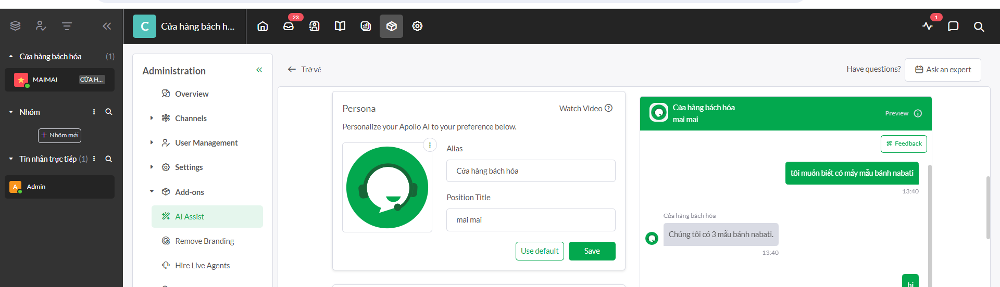 C
Cửa hàng bách h...
23
1
Cửa hàng bách hóa (1)
MAIMAI
CỬA H...
Nhóm
+ Nhóm mới
Tin nhắn trực tiếp (1)
A
Admin
Administration
Overview
Channels
User Management
Settings
Add-ons
AI Assist
Remove Branding
Hire Live Agents
Trở về
Have questions?
Ask an expert
Persona
Watch Video
Personalize your Apollo AI to your preference below.
Alias
Cửa hàng bách hóa
Position Title
mai mai
Use default
Save
Cửa hàng bách hóa
mai mai
Preview
Feedback
tôi muốn biết có mấy mẫu bánh nabati
13:40
Cửa hàng bách hóa
Chúng tôi có 3 mẫu bánh nabati.
13:40
hi